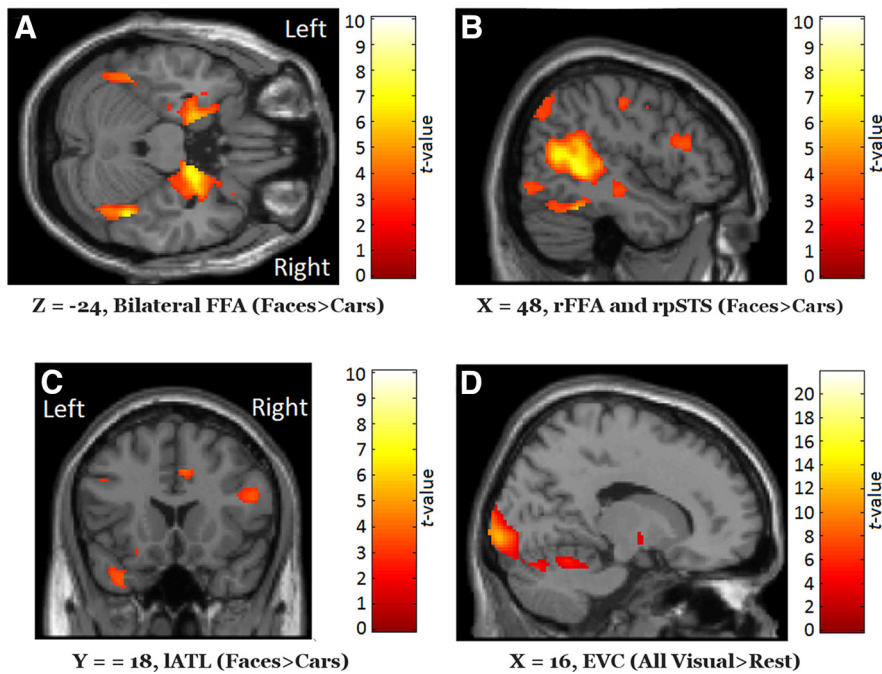 A
Left
Right
10
9
8
7
6
5
4
3
2
1
0
t-value
Z = -24, Bilateral FFA (Faces>Cars)
B
10
9
8
7
6
5
4
3
2
1
0
t-value
X = 48, rFFA and rpSTS (Faces>Cars)
C
Left
Right
10
9
8
7
6
5
4
3
2
1
0
t-value
Y = = 18, lATL (Faces>Cars)
D
20
18
16
14
12
10
8
6
4
2
0
t-value
X = 16, EVC (All Visual>Rest)